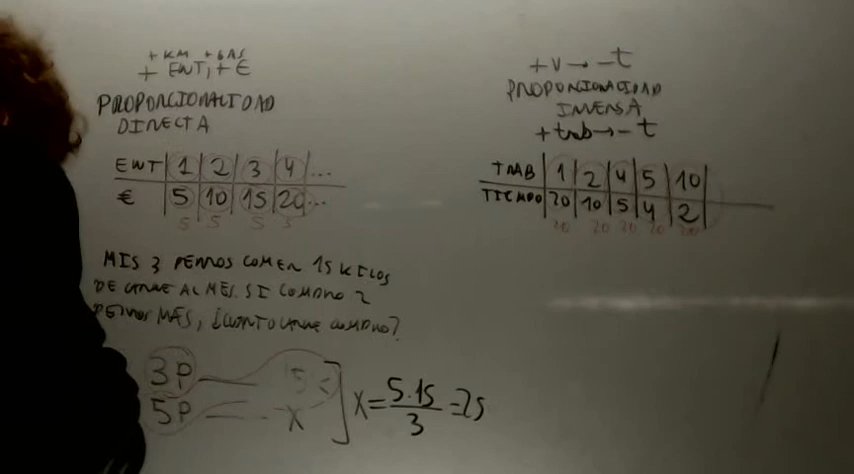 + KM + GAS
+ ENT, + €
PROPORCIONALIDAD
DIRECTA
ENT 1 2 3 4 ...
€ 5 10 15 20 ...
5 5 5 5
MIS 3 PERROS COMEN 15 KILOS
DE CARNE AL MES. SI COMPRO 2
PERROS MÁS, ¿CUANTO CARNE COMPRO?
3P
5P X
X = 5·15 / 3 = 25
+ V → - t
PROPORCIONALIDAD
INVERSA
+ trab → - t
TRAB 1 2 4 5 10
TIEMPO 20 10 5 4 2
20 20 20 20 20